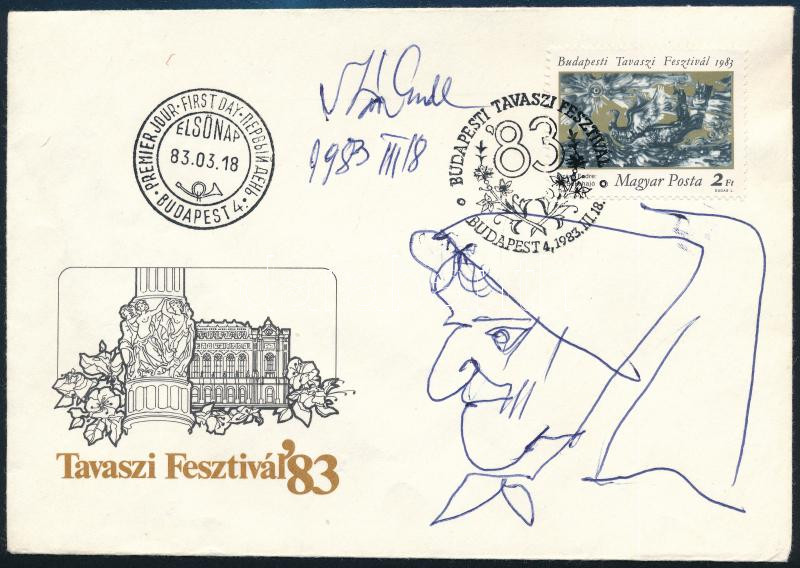 1983 III/8
PREMIER JOUR · FIRST DAY · ПЕРВЫЙ ДЕНЬ
ELSŐNAP
83.03.18
· BUDAPEST 4. ·
BUDAPESTI TAVASZI FESZTIVÁL
'83
BUDAPEST 4, 1983. III. 18.
Budapesti Tavaszi Fesztivál 1983
Magyar Posta 2 Ft
Tavaszi Fesztivál '83